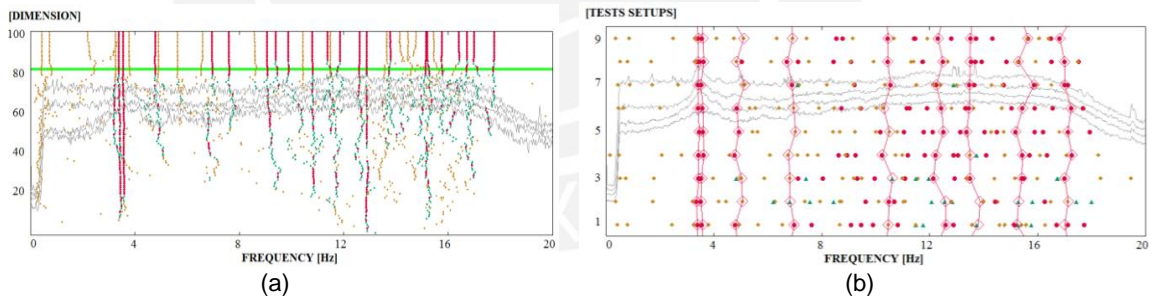 [DIMENSION]
100
80
60
40
20
0 4 8 12 16 20
FREQUENCY [Hz]
(a)
[TESTS SETUPS]
9
7
5
3
1
0 4 8 12 16 20
FREQUENCY [Hz]
(b)